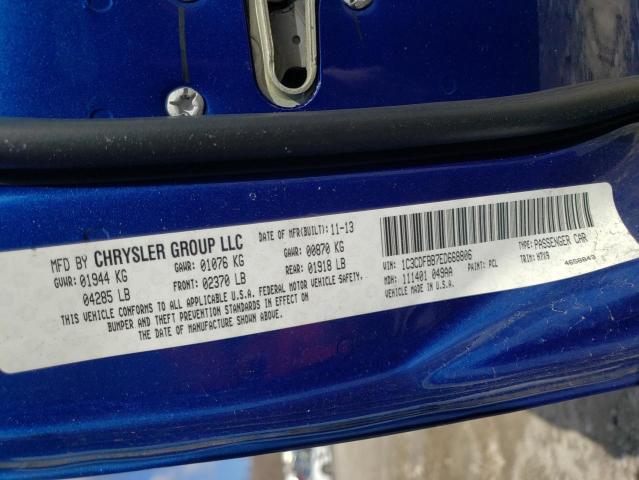 MFD BY CHRYSLER GROUP LLC DATE OF MFR(BUILT): 11-13
GVWR: 01944 KG GAWR: 01076 KG GAWR: 00870 KG
04285 LB FRONT: 02370 LB REAR: 01918 LB
THIS VEHICLE CONFORMS TO ALL APPLICABLE U.S.A. FEDERAL MOTOR VEHICLE SAFETY,
BUMPER AND THEFT PREVENTION STANDARDS IN EFFECT ON
THE DATE OF MANUFACTURE SHOWN ABOVE.
VIN: 1C3CDFBB7ED668806 TYPE: PASSENGER CAR
MDH: 111401 049AA PAINT: PCL TRIM: H7X9
VEHICLE MADE IN U.S.A. 4658843